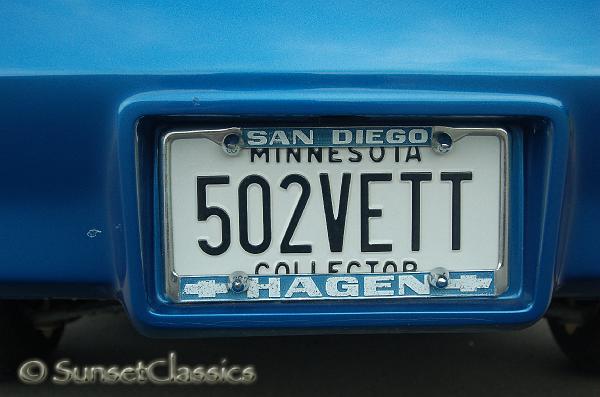 SAN DIEGO
MINNESOTA
502VETT
COLLECTOR
HAGEN
© SunsetClassics